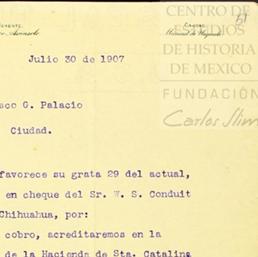 CENTRO DE
ESTUDIOS
DE HISTORIA
DE MEXICO
FUNDACIÓN
Carlos Slim
51
Julio 30 de 1907
sco G. Palacio
Ciudad.
favorece su grata 29 del actual,
en cheque del Sr. W. S. Conduit
Chihuahua, por:
cobro, acreditaremos en la
de la Hacienda de Sta. Catalina